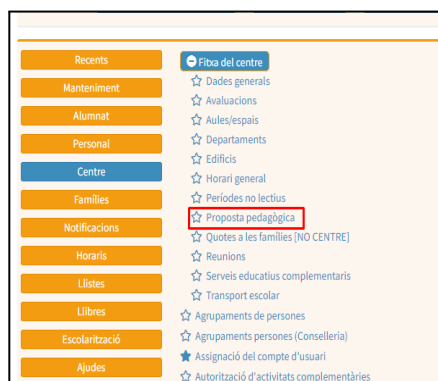 Recents
Manteniment
Alumnat
Personal
Centre
Famílies
Notificacions
Horaris
Llistes
Llibres
Escolarització
Ajudes
Fitxa del centre
Dades generals
Avaluacions
Aules/espais
Departaments
Edificis
Horari general
Períodes no lectius
Proposta pedagògica
Quotes a les famílies [NO CENTRE]
Reunions
Serveis educatius complementaris
Transport escolar
Agrupaments de persones
Agrupaments persones (Conselleria)
Assignació del compte d'usuari
Autorització d'activitats complementàries